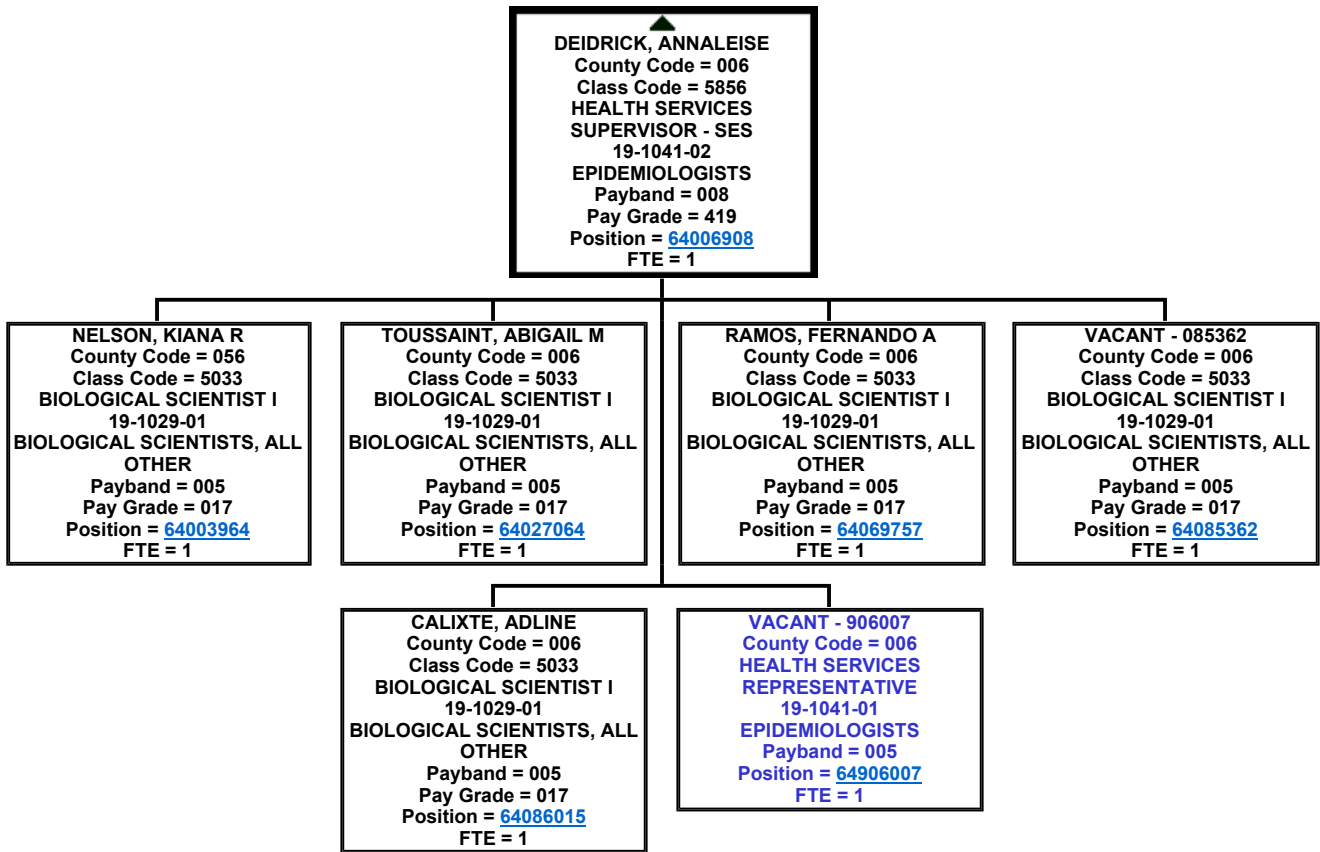 DEIDRICK, ANNALEISE
County Code = 006
Class Code = 5856
HEALTH SERVICES
SUPERVISOR - SES
19-1041-02
EPIDEMIOLOGISTS
Payband = 008
Pay Grade = 419
Position = 64006908
FTE = 1
NELSON, KIANA R
County Code = 056
Class Code = 5033
BIOLOGICAL SCIENTIST I
19-1029-01
BIOLOGICAL SCIENTISTS, ALL
OTHER
Payband = 005
Pay Grade = 017
Position = 64003964
FTE = 1
TOUSSAINT, ABIGAIL M
County Code = 006
Class Code = 5033
BIOLOGICAL SCIENTIST I
19-1029-01
BIOLOGICAL SCIENTISTS, ALL
OTHER
Payband = 005
Pay Grade = 017
Position = 64027064
FTE = 1
RAMOS, FERNANDO A
County Code = 006
Class Code = 5033
BIOLOGICAL SCIENTIST I
19-1029-01
BIOLOGICAL SCIENTISTS, ALL
OTHER
Payband = 005
Pay Grade = 017
Position = 64069757
FTE = 1
VACANT - 085362
County Code = 006
Class Code = 5033
BIOLOGICAL SCIENTIST I
19-1029-01
BIOLOGICAL SCIENTISTS, ALL
OTHER
Payband = 005
Pay Grade = 017
Position = 64085362
FTE = 1
CALIXTE, ADLINE
County Code = 006
Class Code = 5033
BIOLOGICAL SCIENTIST I
19-1029-01
BIOLOGICAL SCIENTISTS, ALL
OTHER
Payband = 005
Pay Grade = 017
Position = 64086015
FTE = 1
VACANT - 906007
County Code = 006
HEALTH SERVICES
REPRESENTATIVE
19-1041-01
EPIDEMIOLOGISTS
Payband = 005
Position = 64906007
FTE = 1